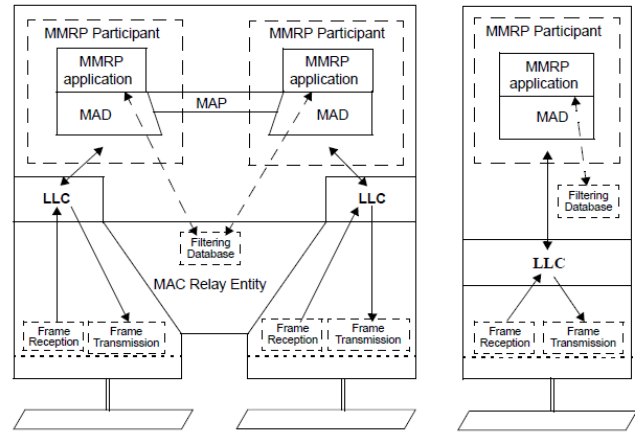 MMRP Participant
MMRP
application
MAD
MAP
MMRP Participant
MMRP
application
MAD
LLC
LLC
Filtering
Database
MAC Relay Entity
Frame
Reception
Frame
Transmission
Frame
Reception
Frame
Transmission
MMRP Participant
MMRP
application
MAD
Filtering
Database
LLC
Frame
Reception
Frame
Transmission